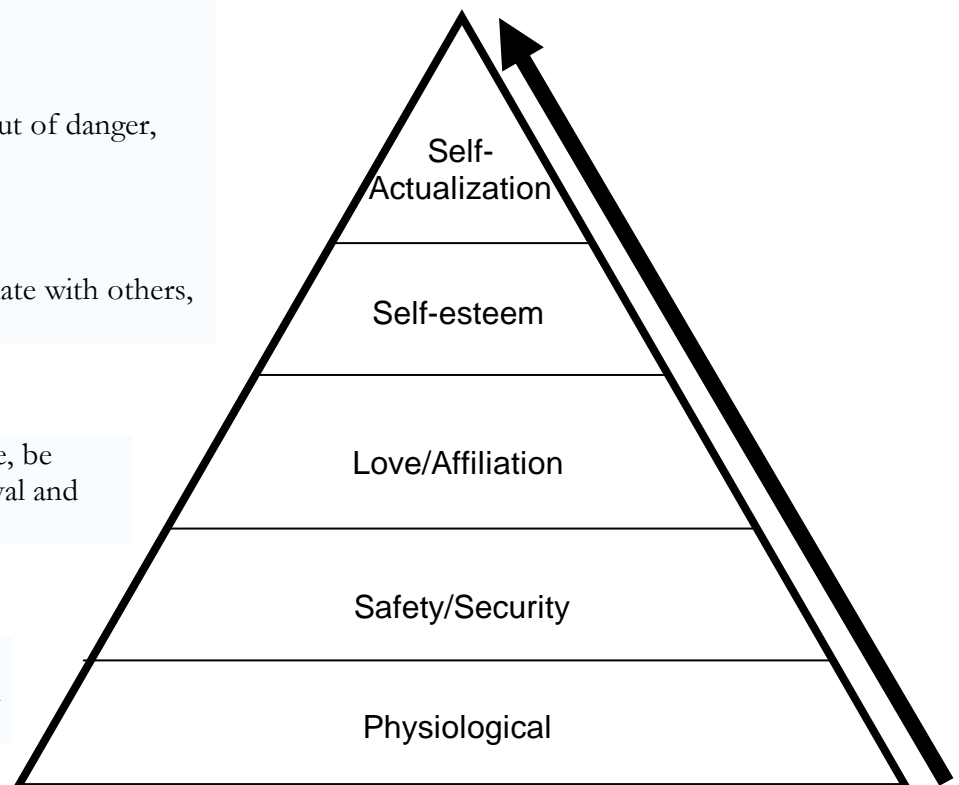 ut of danger,
ate with others,
e, be
val and
Self-
Actualization
Self-esteem
Love/Affiliation
Safety/Security
Physiological